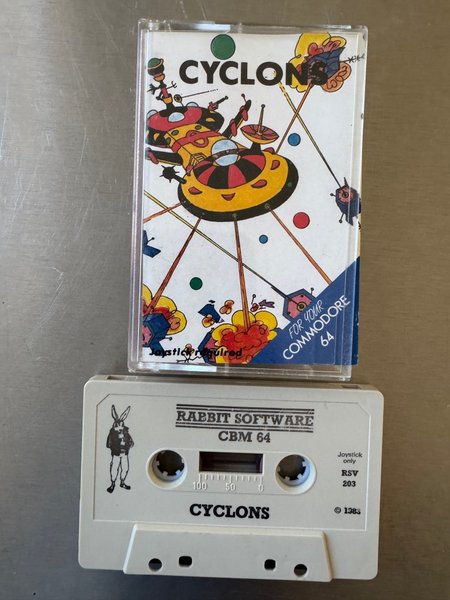 CYCLONS
FOR YOUR
COMMODORE
64
Joystick required
RABBIT SOFTWARE
CBM 64
Joystick
only
RSV
203
100 50 0
CYCLONS
© 1983